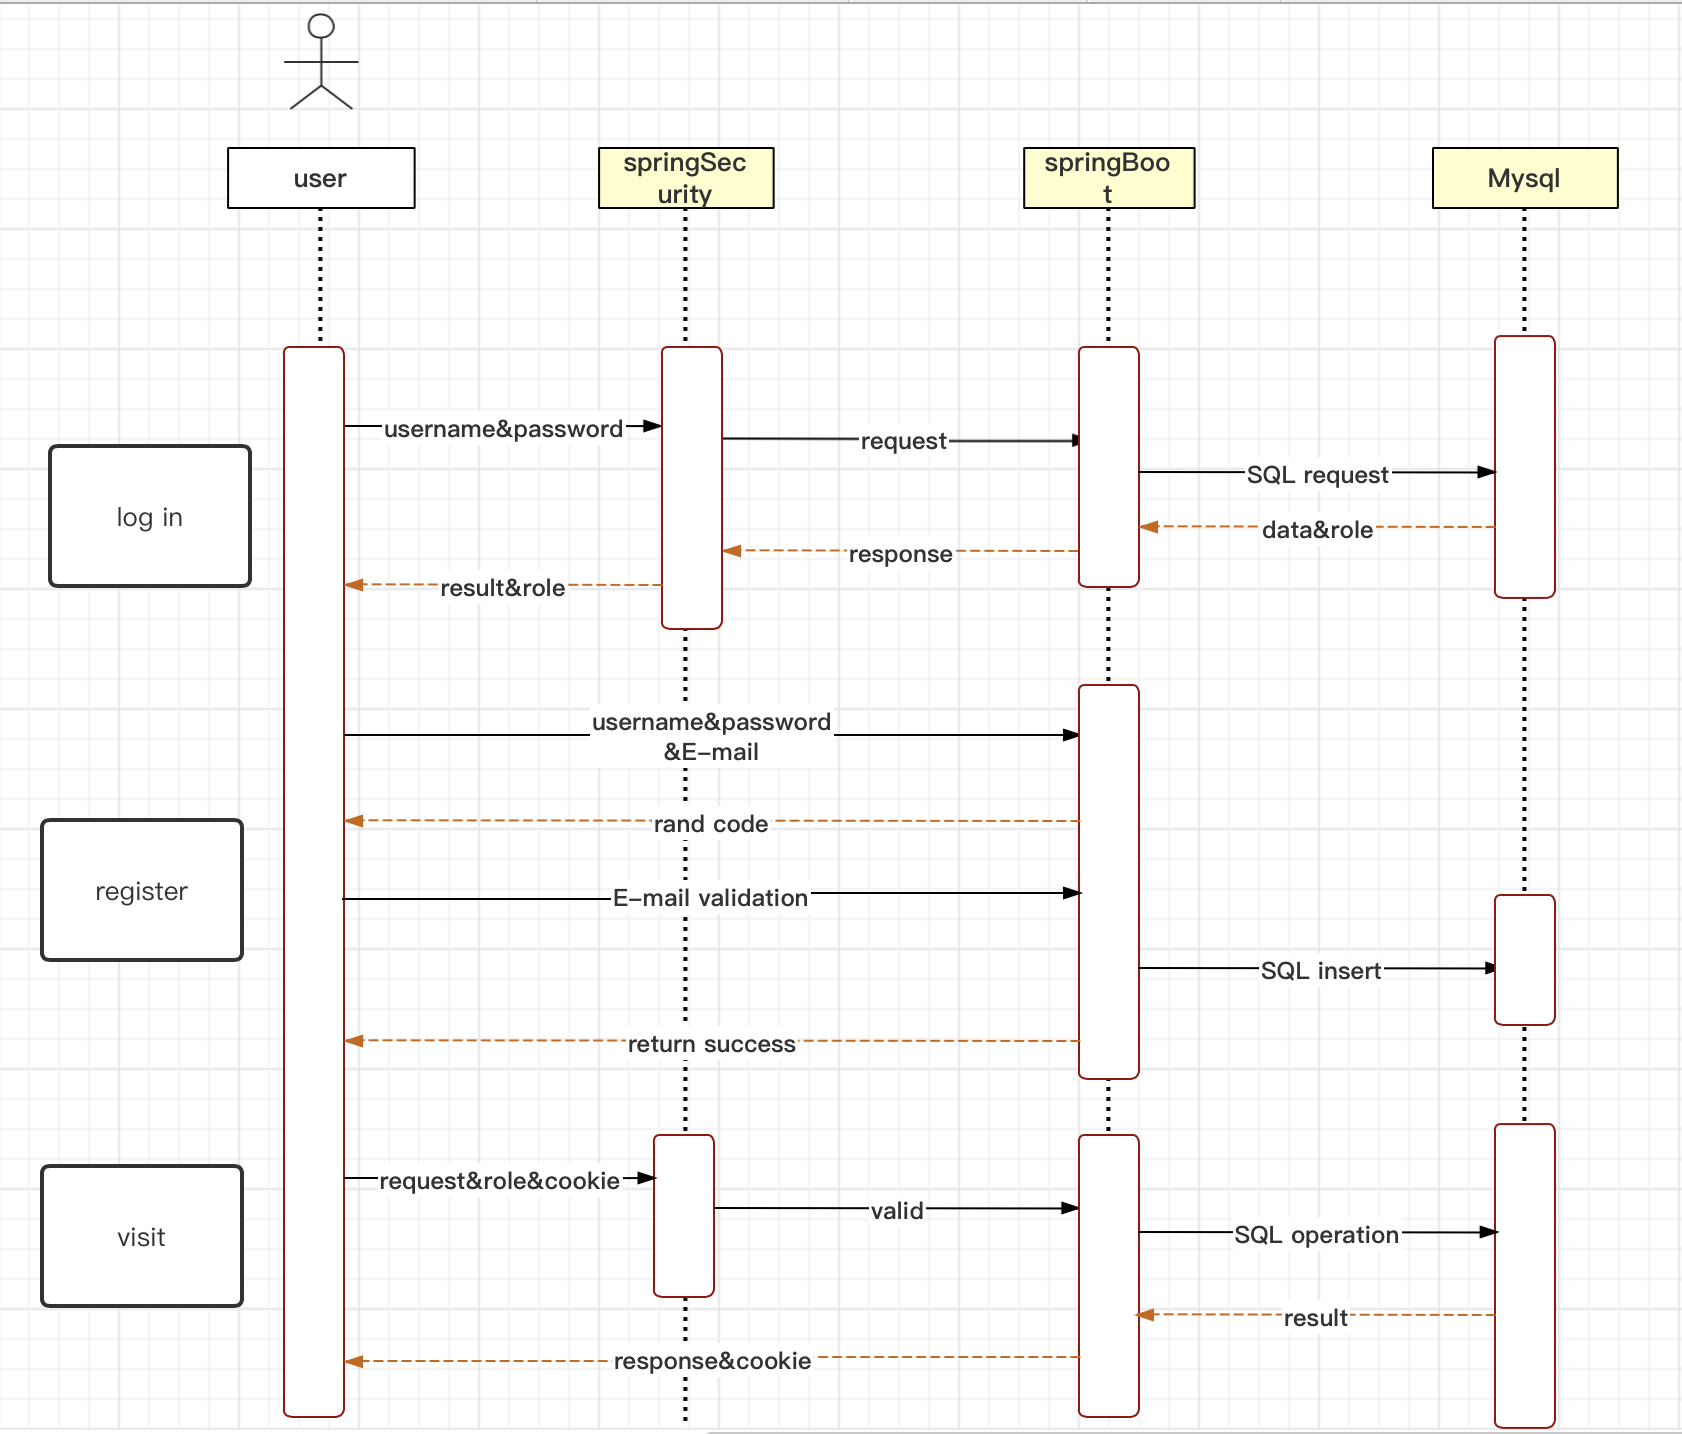 user
springSec
urity
springBoo
t
Mysql
username&password
request
SQL request
log in
data&role
response
result&role
username&password
&E-mail
rand code
register
E-mail validation
SQL insert
return success
request&role&cookie
valid
visit
SQL operation
result
response&cookie